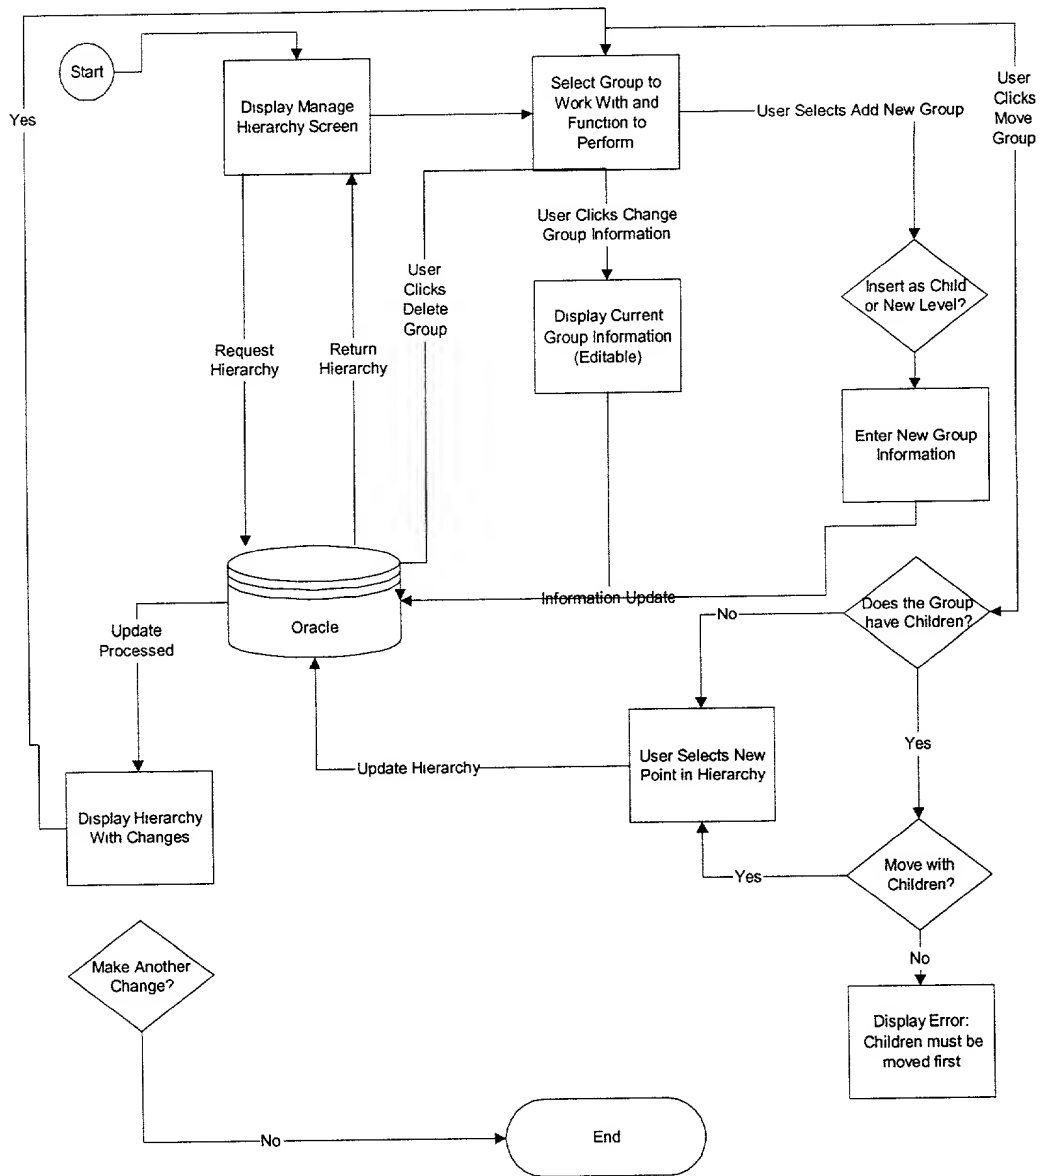 Start
Yes
Display Manage
Hierarchy Screen
Select Group to
Work With and
Function to
Perform
User Selects Add New Group
User
Clicks
Move
Group
User Clicks Change
Group Information
User
Clicks
Delete
Group
Insert as Child
or New Level?
Display Current
Group Information
(Editable)
Request
Hierarchy
Return
Hierarchy
Enter New Group
Information
Information Update
Oracle
Update
Processed
No
Does the Group
have Children?
Yes
User Selects New
Point in Hierarchy
Update Hierarchy
Display Hierarchy
With Changes
Yes
Move with
Children?
No
Make Another
Change?
Display Error:
Children must be
moved first
No
End